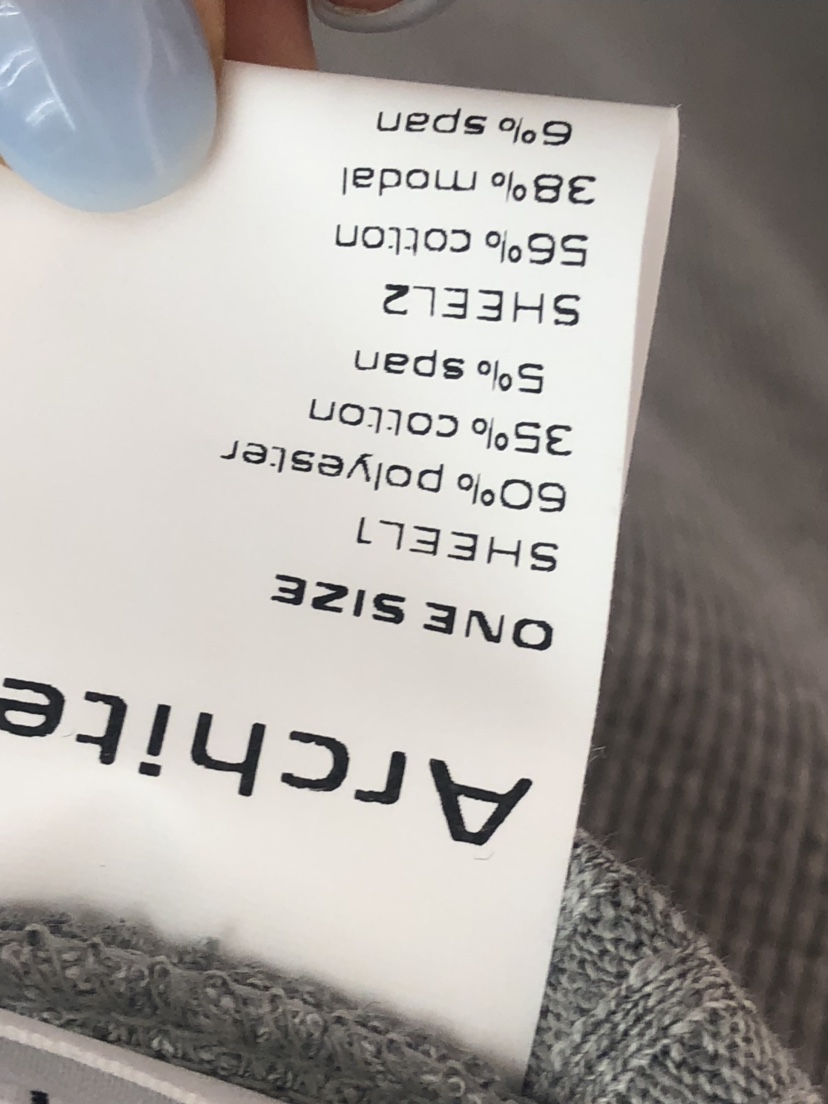 Archite
ONE SIZE
SHEEL1
60% polyester
35% cotton
5% span
SHEEL2
56% cotton
38% modal
6% span